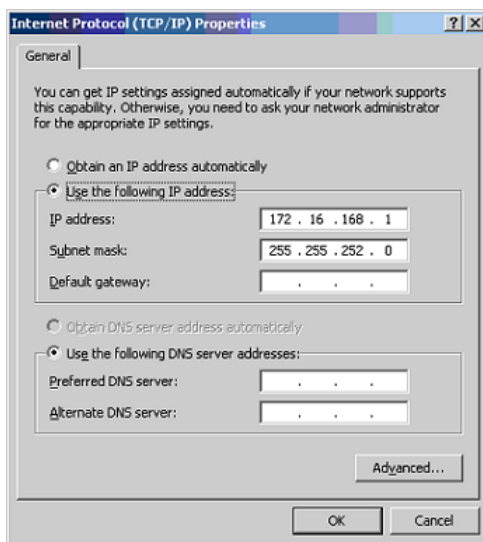 Internet Protocol (TCP/IP) Properties
General
You can get IP settings assigned automatically if your network supports
this capability. Otherwise, you need to ask your network administrator
for the appropriate IP settings.
Obtain an IP address automatically
Use the following IP address:
IP address: 172 . 16 . 168 . 1
Subnet mask: 255 . 255 . 252 . 0
Default gateway: . . .
Obtain DNS server address automatically
Use the following DNS server addresses:
Preferred DNS server: . . .
Alternate DNS server: . . .
Advanced...
OK Cancel